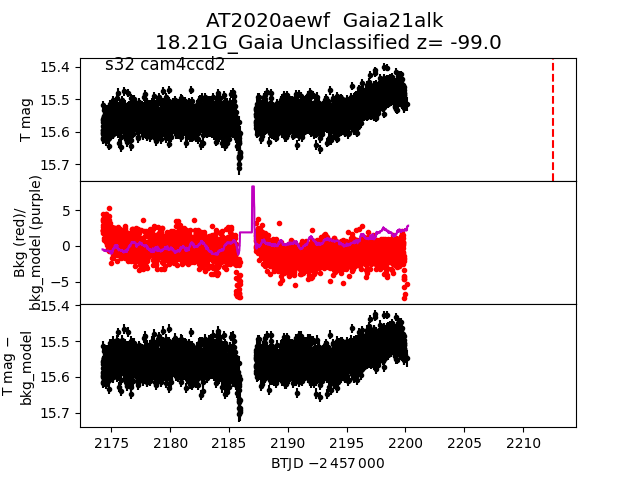 AT2020aewf  Gaia21alk
18.21G_Gaia Unclassified z= -99.0
s32 cam4ccd2
15.4
15.5
15.6
15.7
T mag
5
0
−5
Bkg (red)/
bkg_model (purple)
15.4
15.5
15.6
15.7
T mag −
bkg_model
2175 2180 2185 2190 2195 2200 2205 2210
BTJD −2 457 000